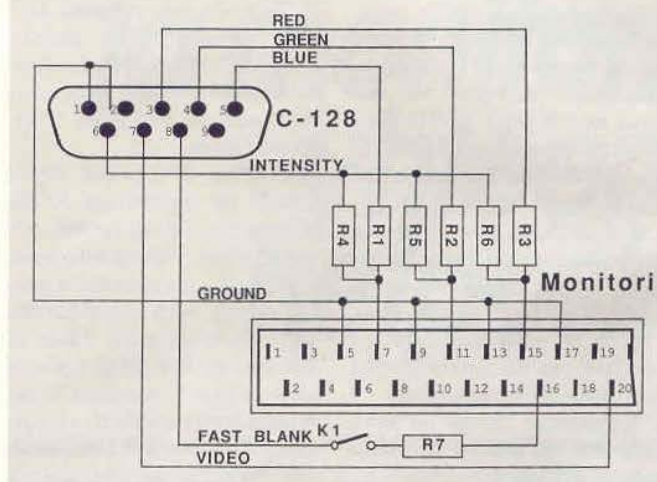 RED
GREEN
BLUE
1 2 3 4 5
6 7 8 9
C-128
INTENSITY
R4 R1 R5 R2 R6 R3
Monitori
GROUND
1 3 5 7 9 11 13 15 17 19
2 4 6 8 10 12 14 16 18 20
FAST BLANK K1 R7
VIDEO